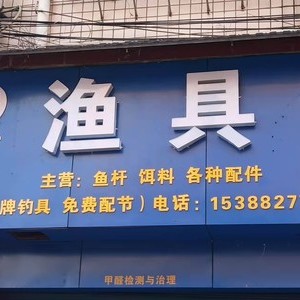 渔具
主营：鱼杆 饵料 各种配件
牌钓具 免费配节）电话：1538827
甲醛检测与治理